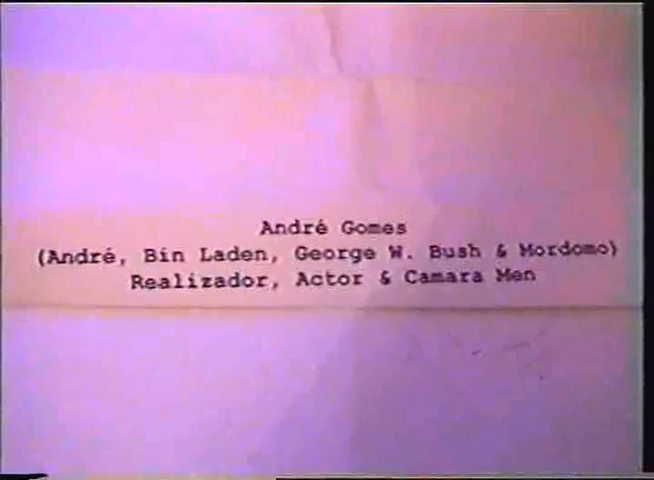 André Gomes
(André, Bin Laden, George W. Bush & Mordomo)
Realizador, Actor & Camara Men